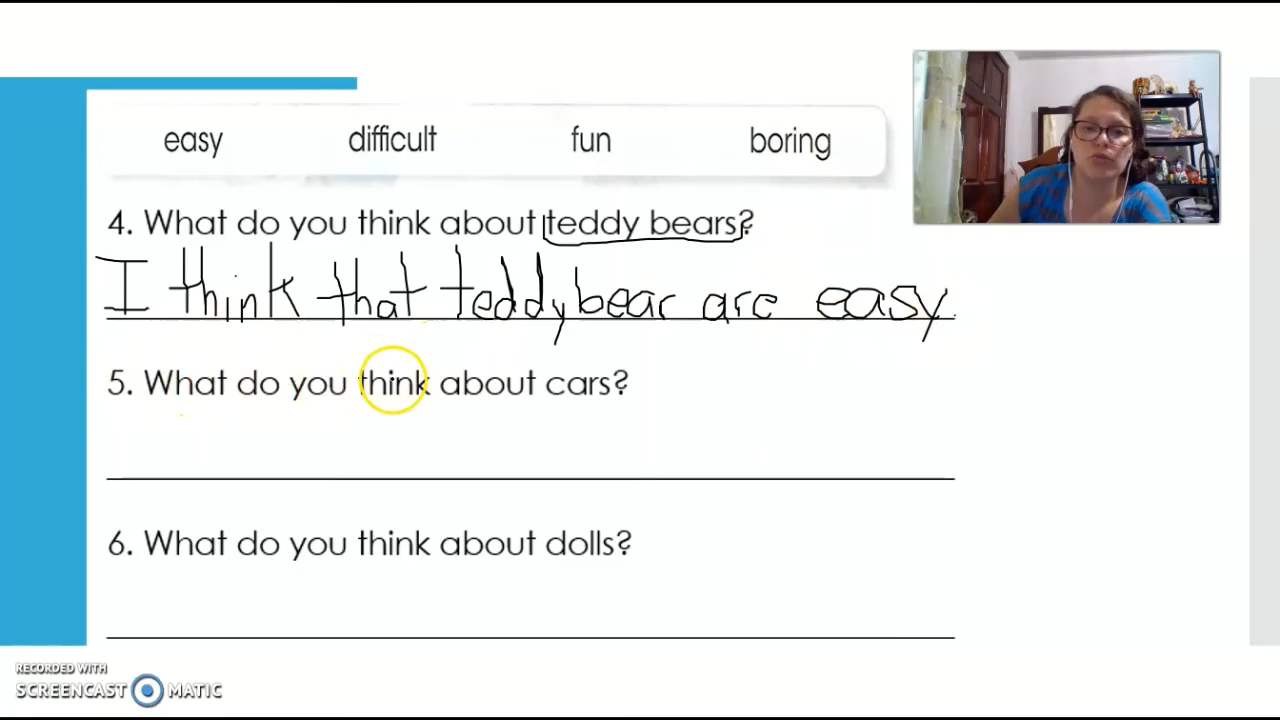 easy difficult fun boring
4. What do you think about teddy bears?
I think that teddy bear are easy.
5. What do you think about cars?
6. What do you think about dolls?
RECORDED WITH
SCREENCAST MATIC